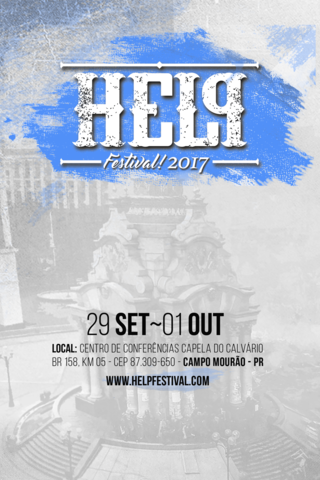 HELP
Festival! 2017
29 SET~01 OUT
LOCAL: CENTRO DE CONFERÊNCIAS CAPELA DO CALVÁRIO
BR 158, KM 05 - CEP 87.309-650 - CAMPO MOURÃO - PR
WWW.HELPFESTIVAL.COM